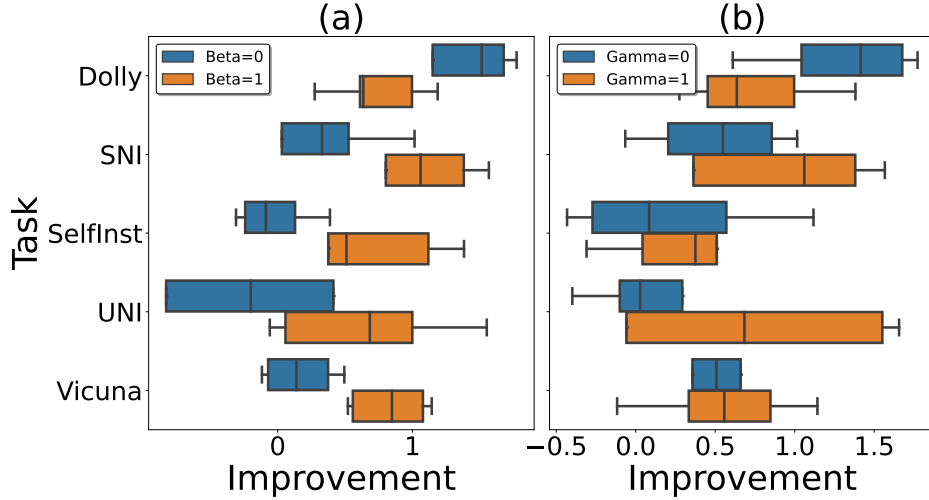 (a)
(b)
Beta=0
Beta=1
Gamma=0
Gamma=1
Task
Dolly
SNI
SelfInst
UNI
Vicuna
0
1
−0.5
0.0
0.5
1.0
1.5
Improvement
Improvement